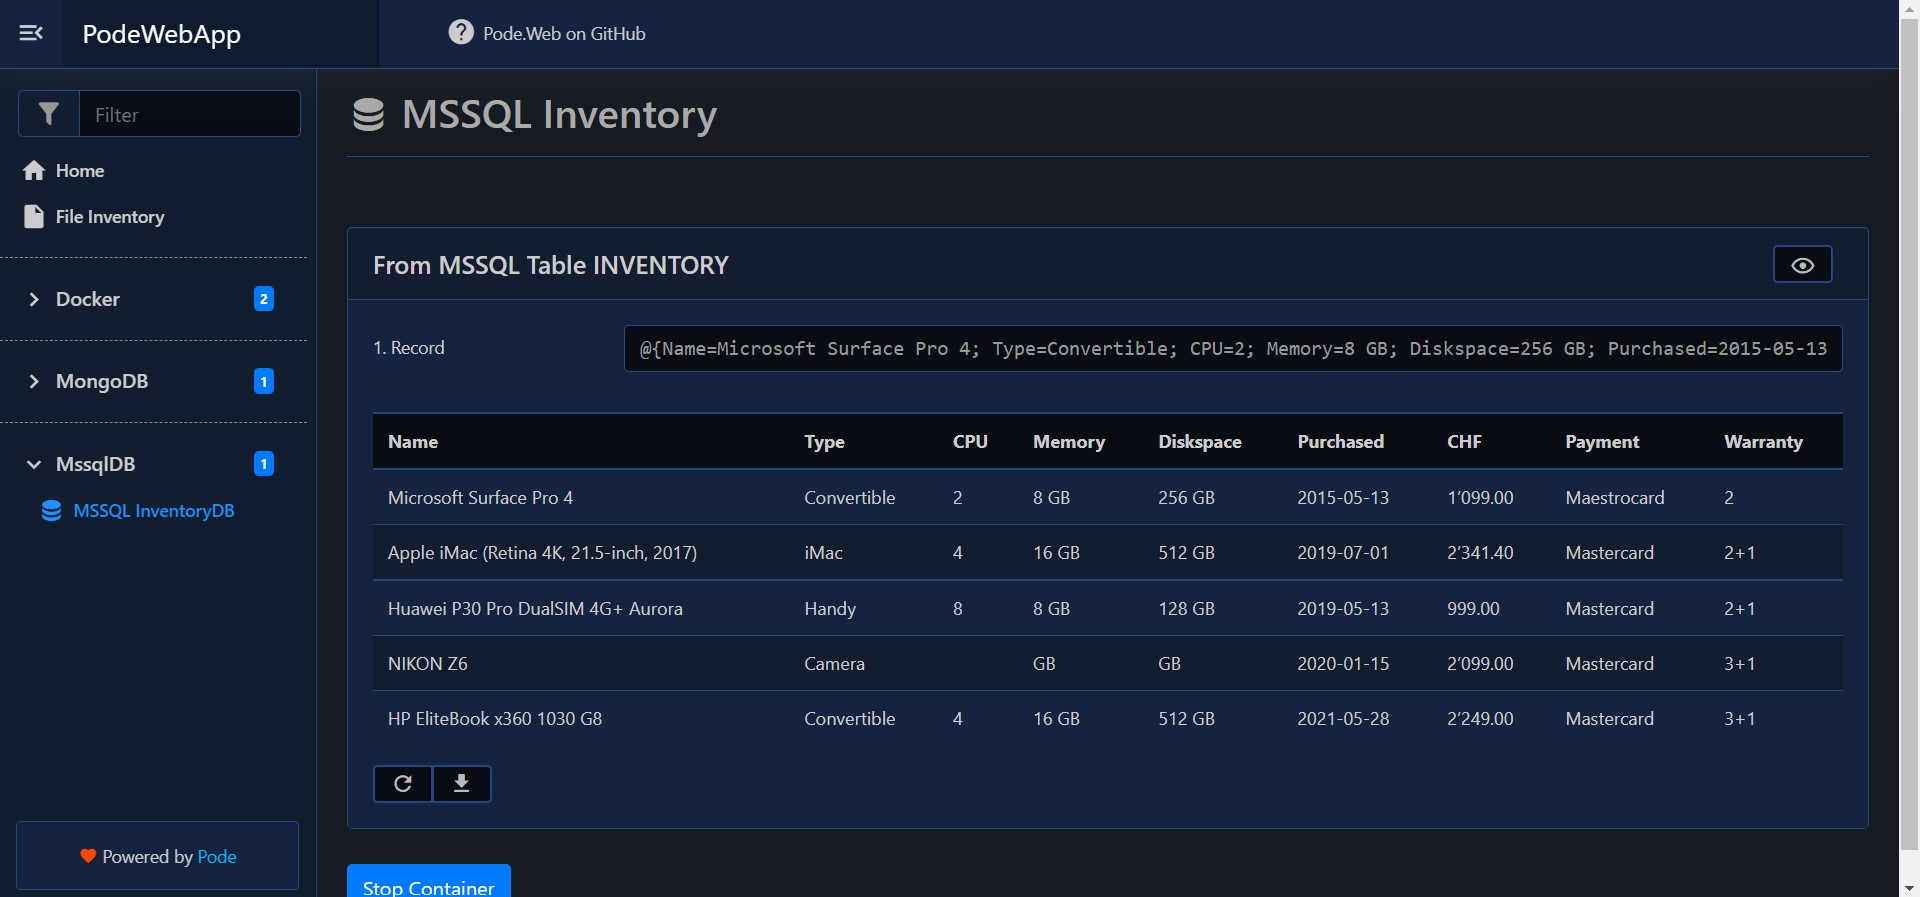 PodeWebApp
Pode.Web on GitHub
Filter
Home
File Inventory
Docker 2
MongoDB 1
MssqlDB 1
MSSQL InventoryDB
Powered by Pode
MSSQL Inventory
From MSSQL Table INVENTORY
1. Record @{Name=Microsoft Surface Pro 4; Type=Convertible; CPU=2; Memory=8 GB; Diskspace=256 GB; Purchased=2015-05-13
Name Type CPU Memory Diskspace Purchased CHF Payment Warranty
Microsoft Surface Pro 4 Convertible 2 8 GB 256 GB 2015-05-13 1’099.00 Maestrocard 2
Apple iMac (Retina 4K, 21.5-inch, 2017) iMac 4 16 GB 512 GB 2019-07-01 2’341.40 Mastercard 2+1
Huawei P30 Pro DualSIM 4G+ Aurora Handy 8 8 GB 128 GB 2019-05-13 999.00 Mastercard 2+1
NIKON Z6 Camera GB GB 2020-01-15 2’099.00 Mastercard 3+1
HP EliteBook x360 1030 G8 Convertible 4 16 GB 512 GB 2021-05-28 2’249.00 Mastercard 3+1
Stop Container